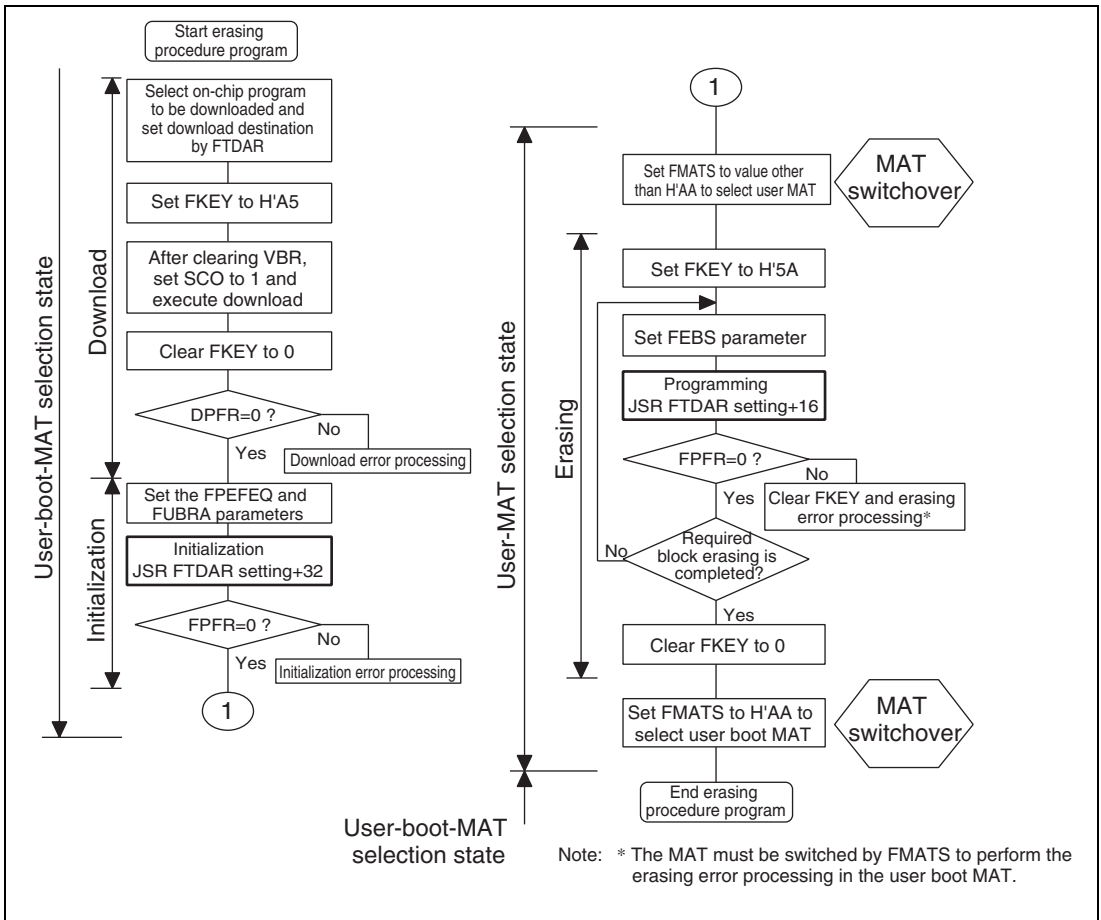 Start erasing
procedure program
User-boot-MAT selection state
Download
Select on-chip program
to be downloaded and
set download destination
by FTDAR
Set FKEY to H'A5
After clearing VBR,
set SCO to 1 and
execute download
Clear FKEY to 0
DPFR=0 ?
No
Yes
Download error processing
Initialization
Set the FPEFEQ and
FUBRA parameters
Initialization
JSR FTDAR setting+32
FPFR=0 ?
No
Yes
Initialization error processing
1
1
User-MAT selection state
Set FMATS to value other
than H'AA to select user MAT
MAT
switchover
Erasing
Set FKEY to H'5A
Set FEBS parameter
Programming
JSR FTDAR setting+16
FPFR=0 ?
No
Yes
Clear FKEY and erasing
error processing*
No
Required
block erasing is
completed?
Yes
Clear FKEY to 0
Set FMATS to H'AA to
select user boot MAT
MAT
switchover
End erasing
procedure program
User-boot-MAT
selection state
Note: * The MAT must be switched by FMATS to perform the
erasing error processing in the user boot MAT.